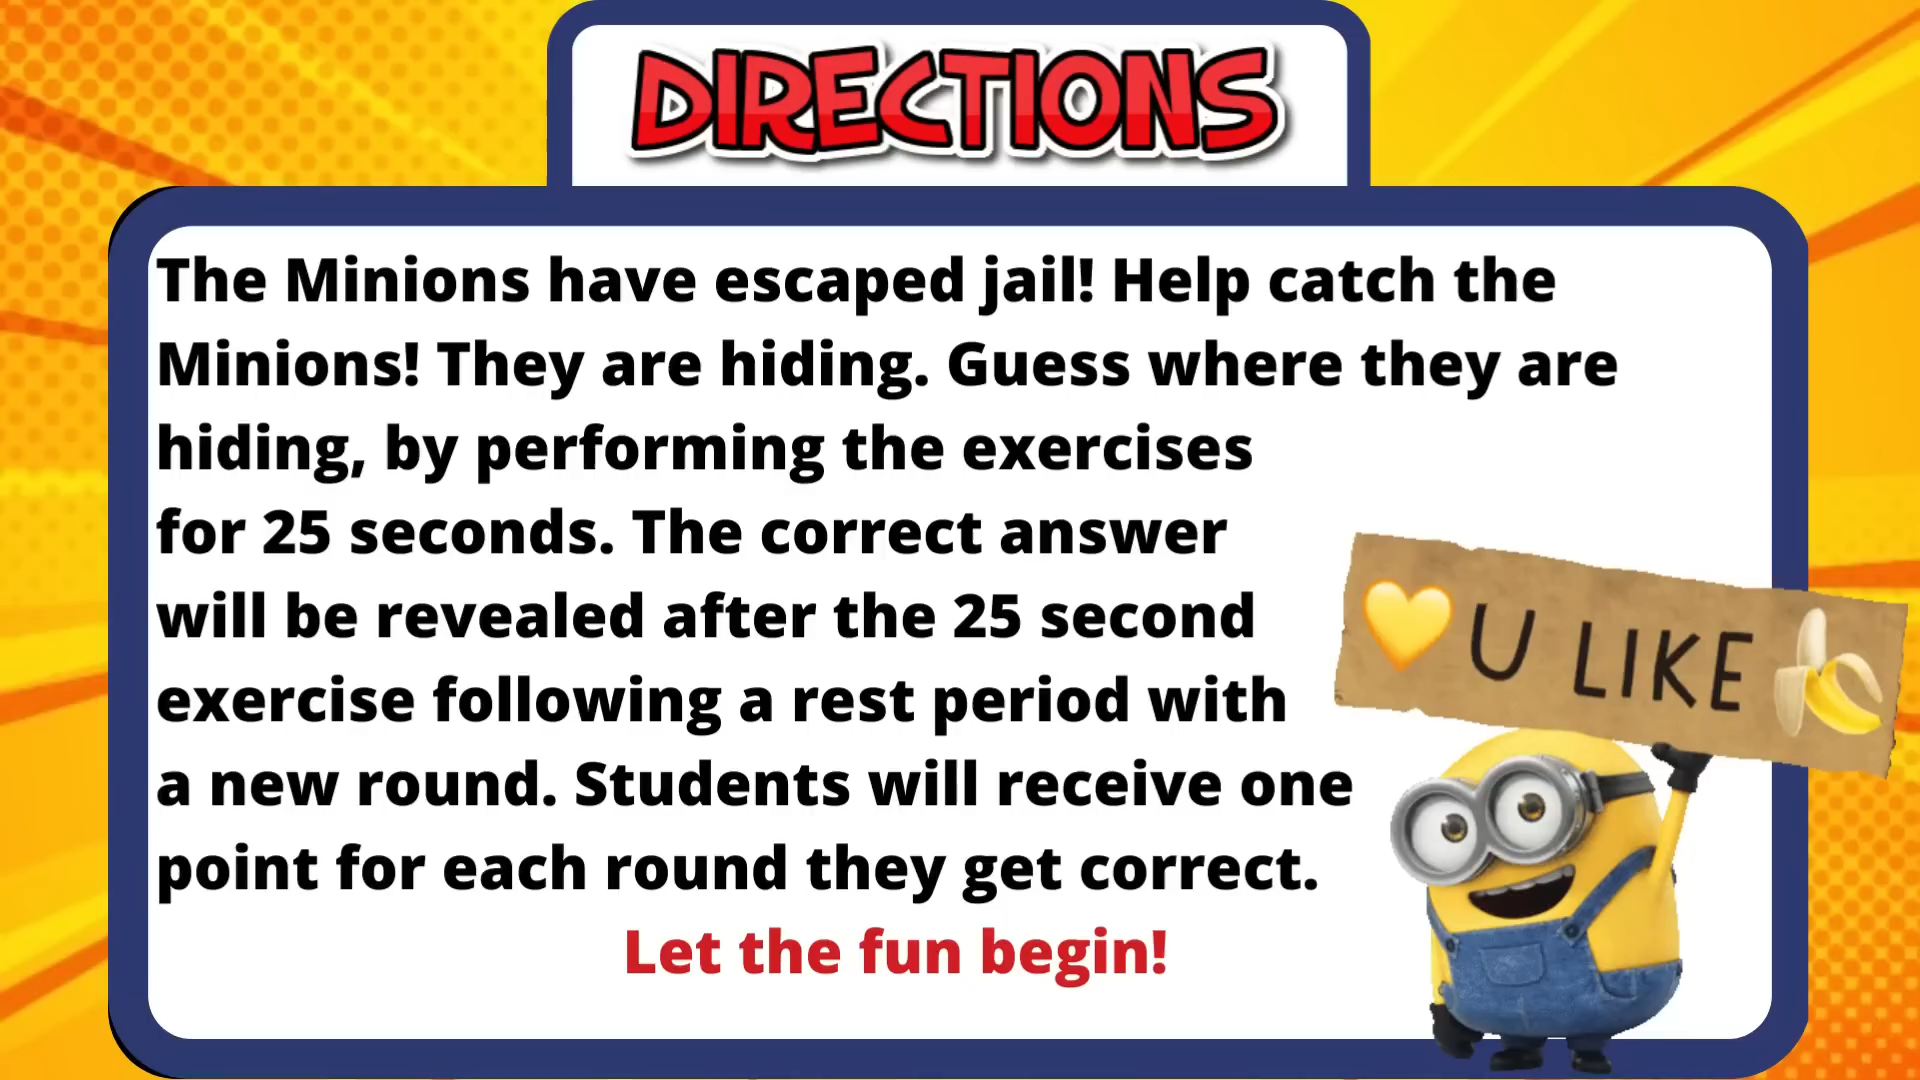 DIRECTIONS
The Minions have escaped jail! Help catch the
Minions! They are hiding. Guess where they are
hiding, by performing the exercises
for 25 seconds. The correct answer
will be revealed after the 25 second
exercise following a rest period with
a new round. Students will receive one
point for each round they get correct.
Let the fun begin!
💛 U LIKE 🍌